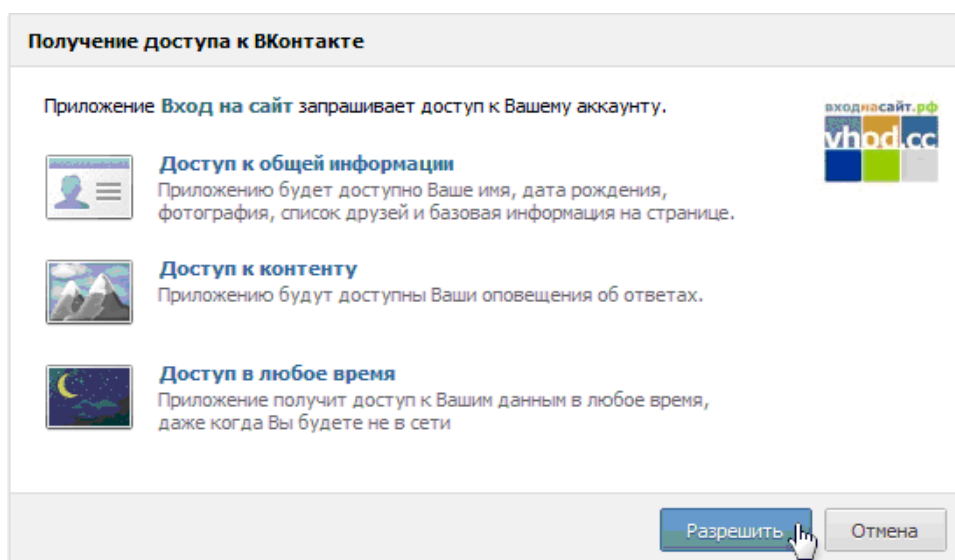 Получение доступа к ВКонтакте
Приложение Вход на сайт запрашивает доступ к Вашему аккаунту.
входнасайт.рф
vhod.cc
Доступ к общей информации
Приложению будет доступно Ваше имя, дата рождения,
фотография, список друзей и базовая информация на странице.
Доступ к контенту
Приложению будут доступны Ваши оповещения об ответах.
Доступ в любое время
Приложение получит доступ к Вашим данным в любое время,
даже когда Вы будете не в сети
Разрешить
Отмена